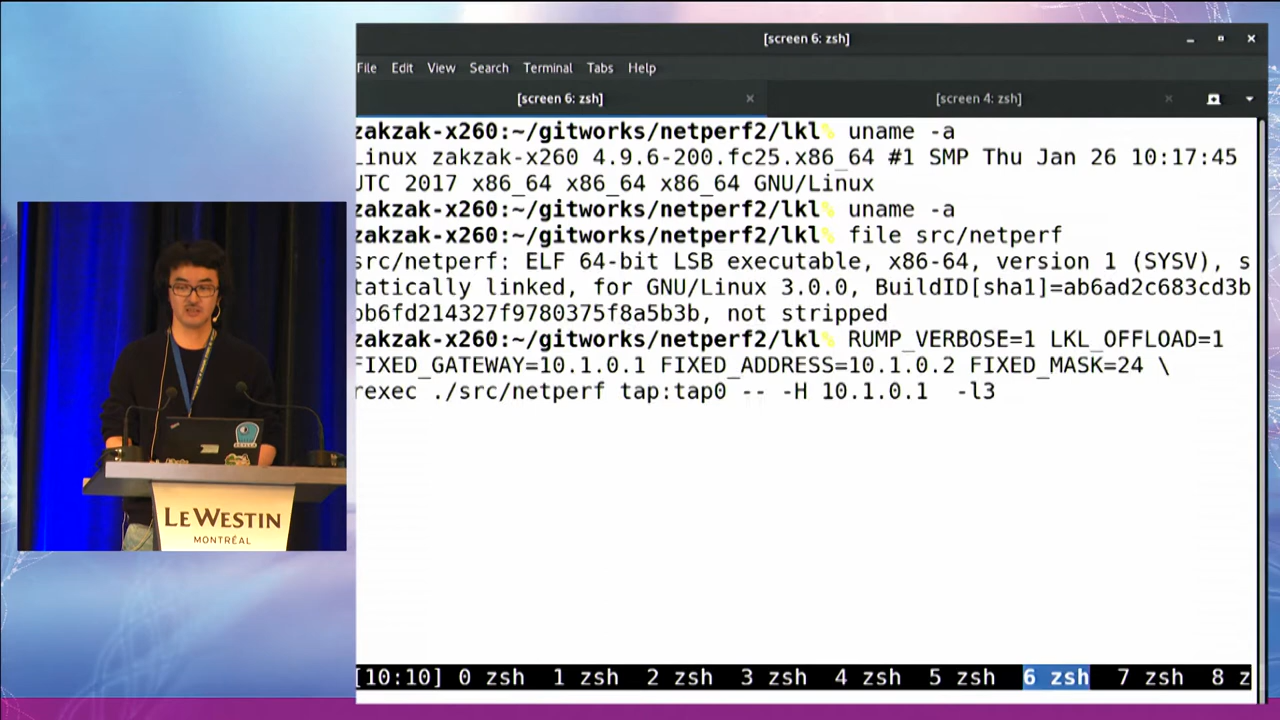 [screen 6: zsh]
File Edit View Search Terminal Tabs Help
[screen 6: zsh]
[screen 4: zsh]
zakzak-x260:~/gitworks/netperf2/lkl% uname -a
Linux zakzak-x260 4.9.6-200.fc25.x86_64 #1 SMP Thu Jan 26 10:17:45
UTC 2017 x86_64 x86_64 x86_64 GNU/Linux
zakzak-x260:~/gitworks/netperf2/lkl% uname -a
zakzak-x260:~/gitworks/netperf2/lkl% file src/netperf
src/netperf: ELF 64-bit LSB executable, x86-64, version 1 (SYSV), s
tatically linked, for GNU/Linux 3.0.0, BuildID[sha1]=ab6ad2c683cd3b
bb6fd214327f9780375f8a5b3b, not stripped
zakzak-x260:~/gitworks/netperf2/lkl% RUMP_VERBOSE=1 LKL_OFFLOAD=1
FIXED_GATEWAY=10.1.0.1 FIXED_ADDRESS=10.1.0.2 FIXED_MASK=24 \
rexec ./src/netperf tap:tap0 -- -H 10.1.0.1 -l3
[10:10] 0 zsh 1 zsh 2 zsh 3 zsh 4 zsh 5 zsh 6 zsh 7 zsh 8 z
LE WESTIN
MONTRÉAL